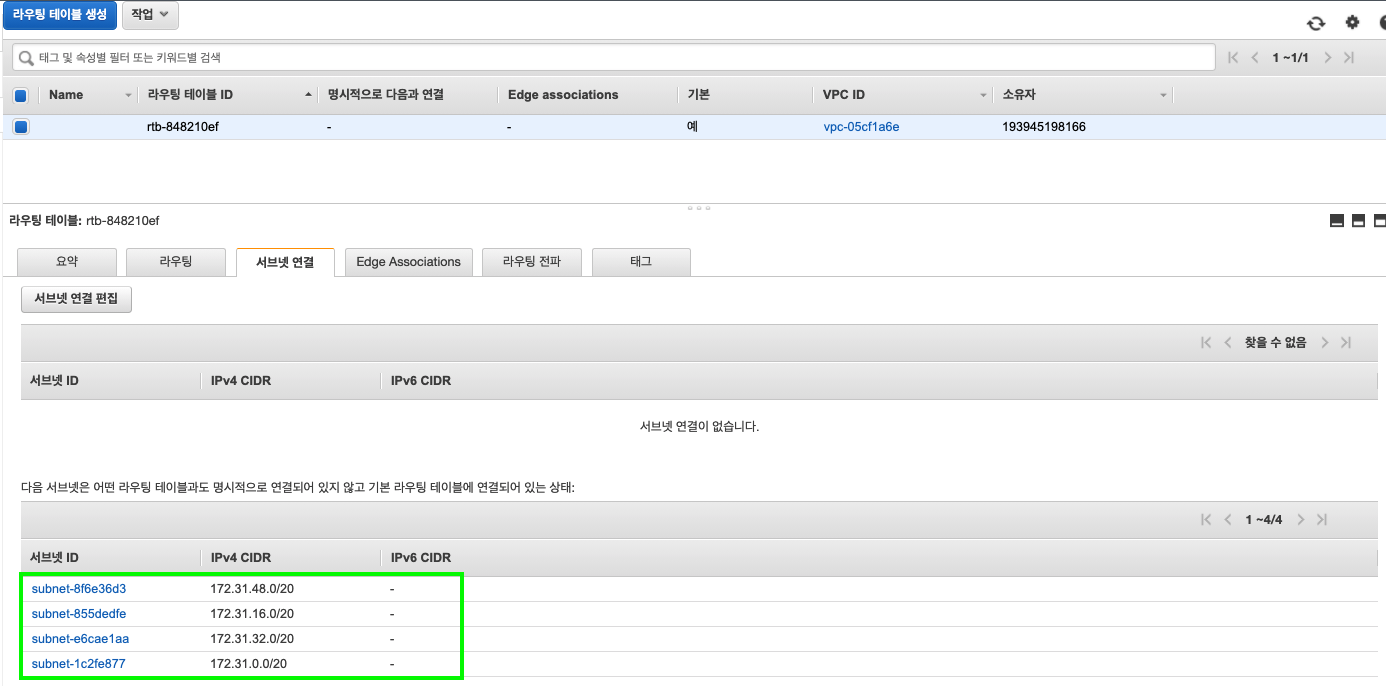 라우팅 테이블 생성 작업
태그 및 속성별 필터 또는 키워드별 검색 1 ~1/1
Name 라우팅 테이블 ID 명시적으로 다음과 연결 Edge associations 기본 VPC ID 소유자
rtb-848210ef - - 예 vpc-05cf1a6e 193945198166
라우팅 테이블: rtb-848210ef
요약 라우팅 서브넷 연결 Edge Associations 라우팅 전파 태그
서브넷 연결 편집
찾을 수 없음
서브넷 ID IPv4 CIDR IPv6 CIDR
서브넷 연결이 없습니다.
다음 서브넷은 어떤 라우팅 테이블과도 명시적으로 연결되어 있지 않고 기본 라우팅 테이블에 연결되어 있는 상태:
1 ~4/4
서브넷 ID IPv4 CIDR IPv6 CIDR
subnet-8f6e36d3 172.31.48.0/20 -
subnet-855dedfe 172.31.16.0/20 -
subnet-e6cae1aa 172.31.32.0/20 -
subnet-1c2fe877 172.31.0.0/20 -